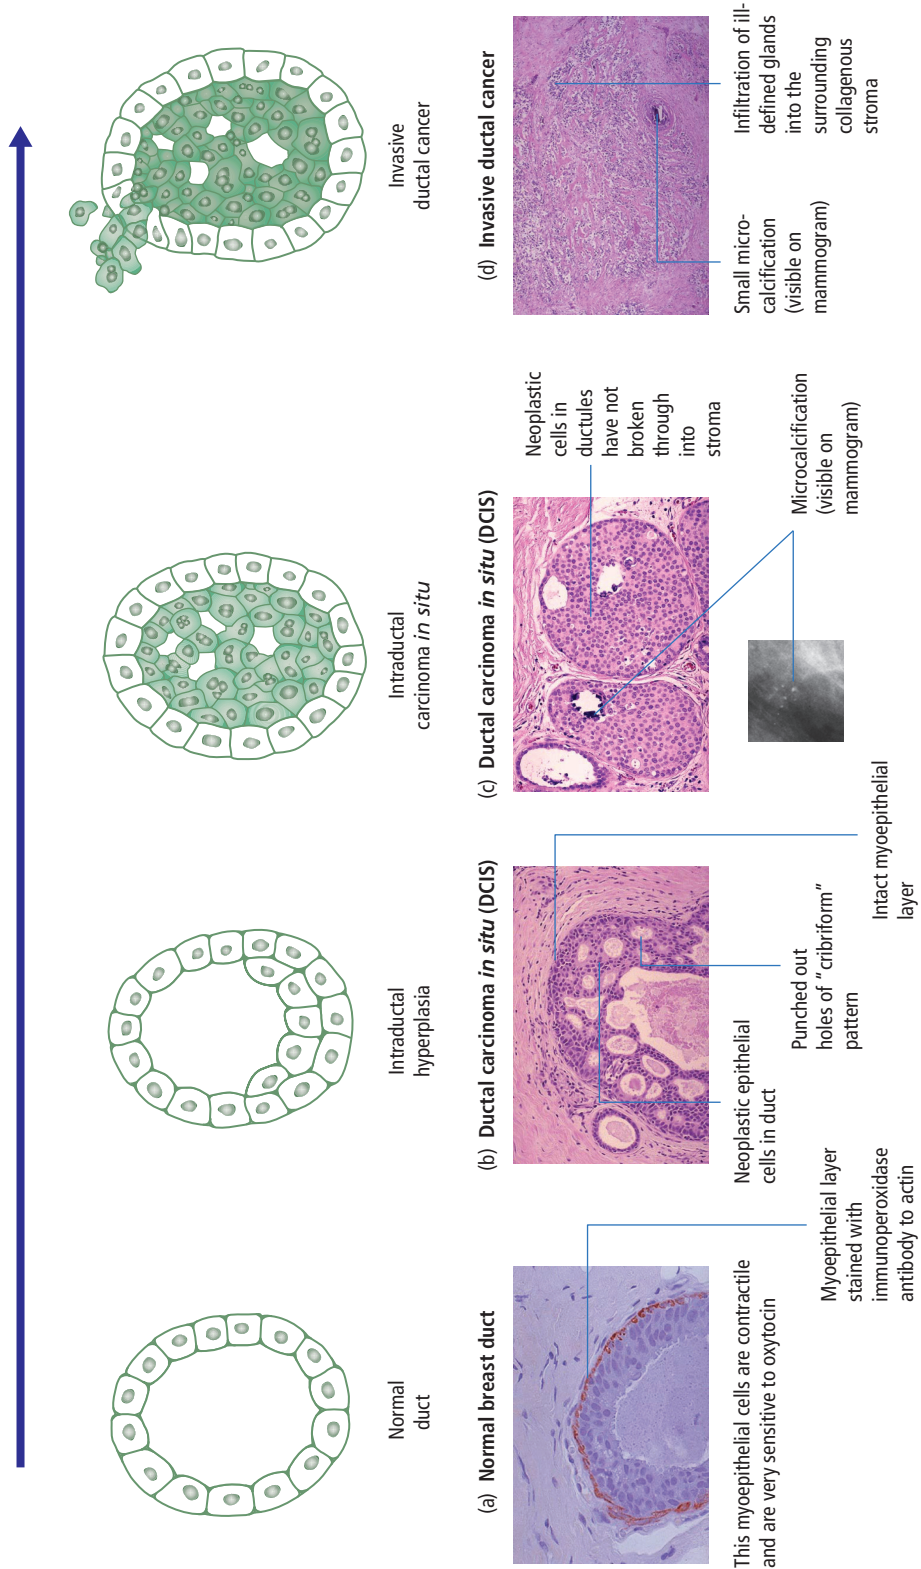 Normal
duct
Intraductal
hyperplasia
Intraductal
carcinoma in situ
Invasive
ductal cancer
(a) Normal breast duct
This myoepithelial cells are contractile
and are very sensitive to oxytocin
Myoepithelial layer
stained with
immunoperoxidase
antibody to actin
(b) Ductal carcinoma in situ (DCIS)
Neoplastic epithelial
cells in duct
Punched out
holes of “cribriform”
pattern
Intact myoepithelial
layer
(c) Ductal carcinoma in situ (DCIS)
Neoplastic
cells in
ductules
have not
broken
through
into
stroma
Microcalcification
(visible on
mammogram)
(d) Invasive ductal cancer
Small micro-
calcification
(visible on
mammogram)
Infiltration of ill-
defined glands
into the
surrounding
collagenous
stroma